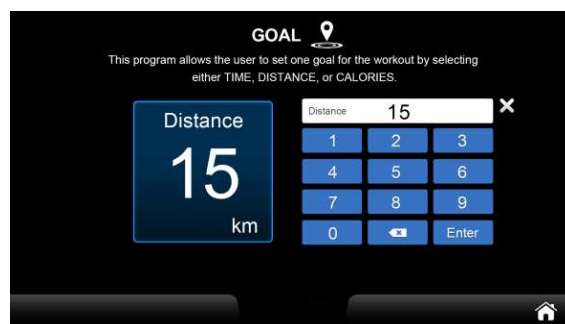 GOAL
This program allows the user to set one goal for the workout by selecting
either TIME, DISTANCE, or CALORIES.
Distance
15
km
Distance 15
1 2 3
4 5 6
7 8 9
0 Enter